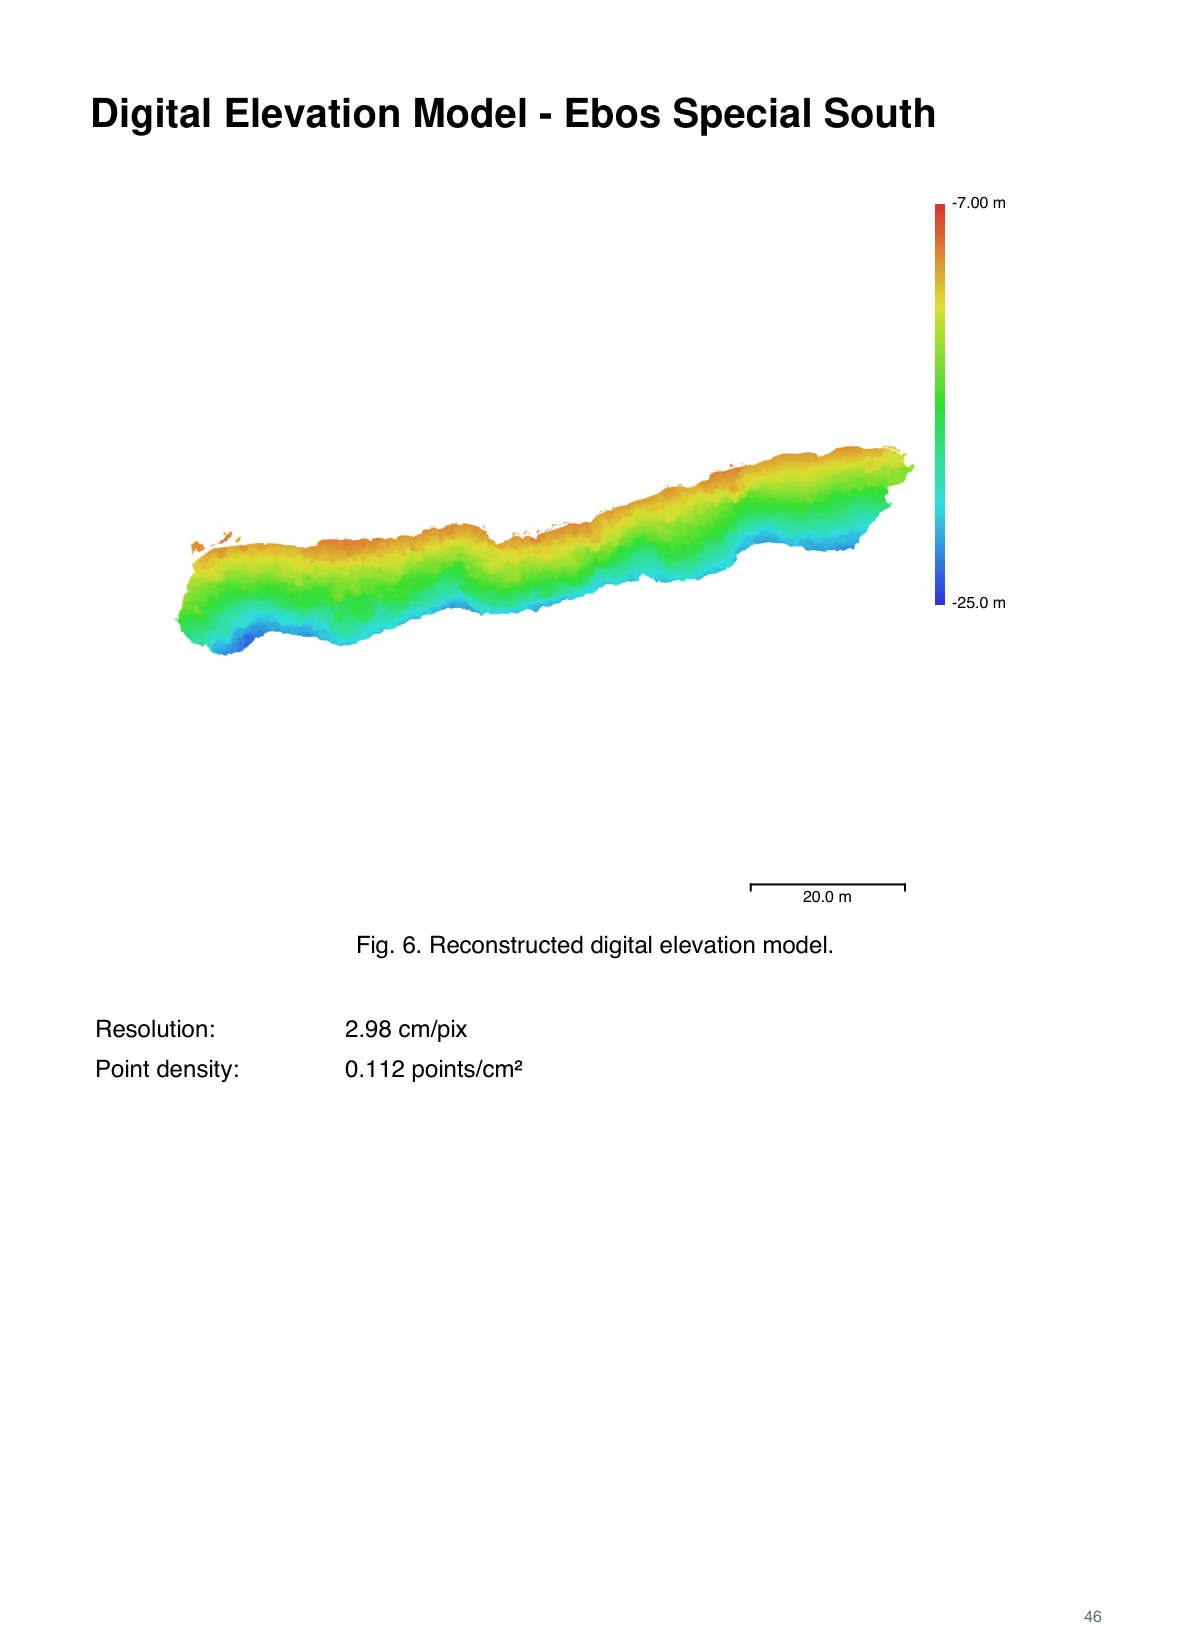 Digital Elevation Model - Ebos Special South
-7.00 m
-25.0 m
20.0 m
Fig. 6. Reconstructed digital elevation model.
Resolution: 2.98 cm/pix
Point density: 0.112 points/cm²
46